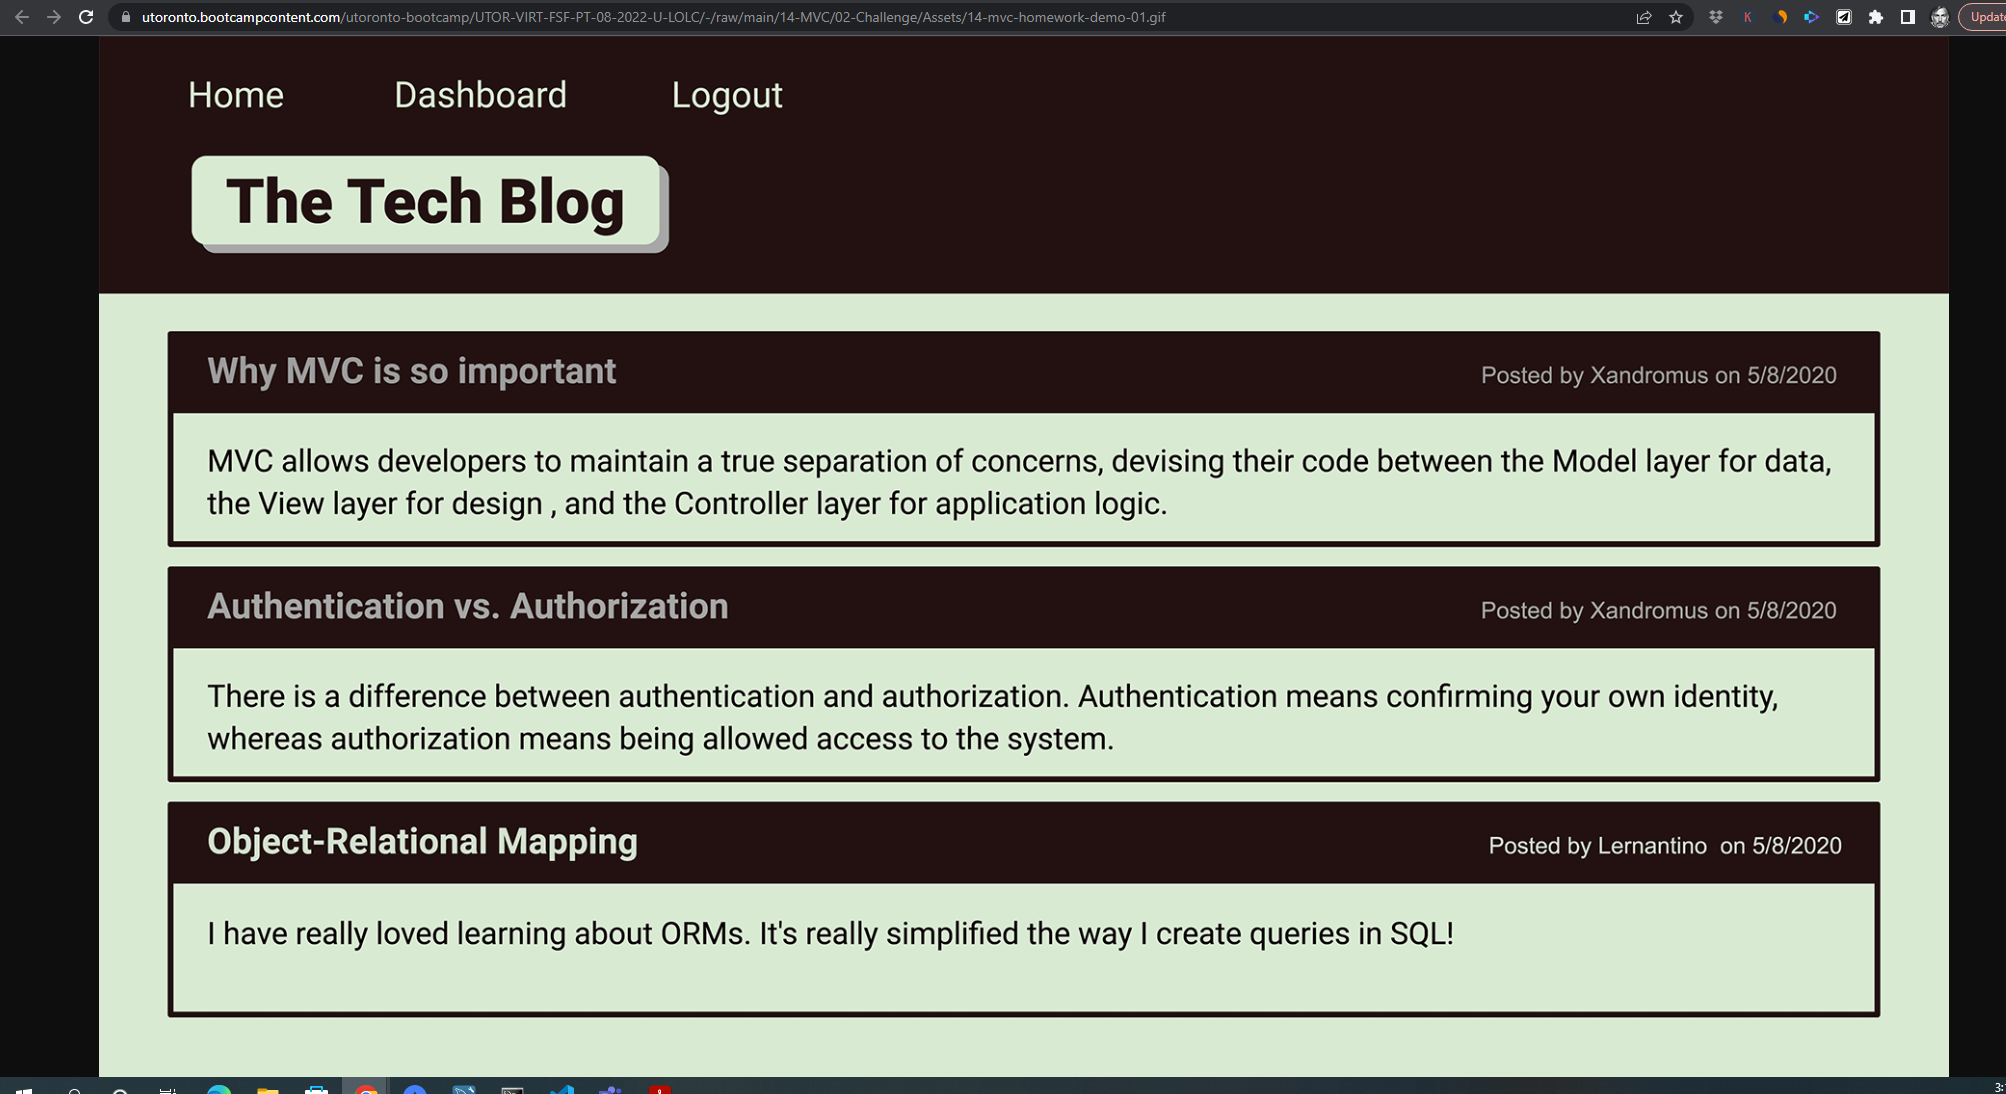 utoronto.bootcampcontent.com/utoronto-bootcamp/UTOR-VIRT-FSF-PT-08-2022-U-LOLC/-/raw/main/14-MVC/02-Challenge/Assets/14-mvc-homework-demo-01.gif
K
Home Dashboard Logout
The Tech Blog
Why MVC is so important Posted by Xandromus on 5/8/2020
MVC allows developers to maintain a true separation of concerns, devising their code between the Model layer for data,
the View layer for design , and the Controller layer for application logic.
Authentication vs. Authorization Posted by Xandromus on 5/8/2020
There is a difference between authentication and authorization. Authentication means confirming your own identity,
whereas authorization means being allowed access to the system.
Object-Relational Mapping Posted by Lernantino  on 5/8/2020
I have really loved learning about ORMs. It's really simplified the way I create queries in SQL!